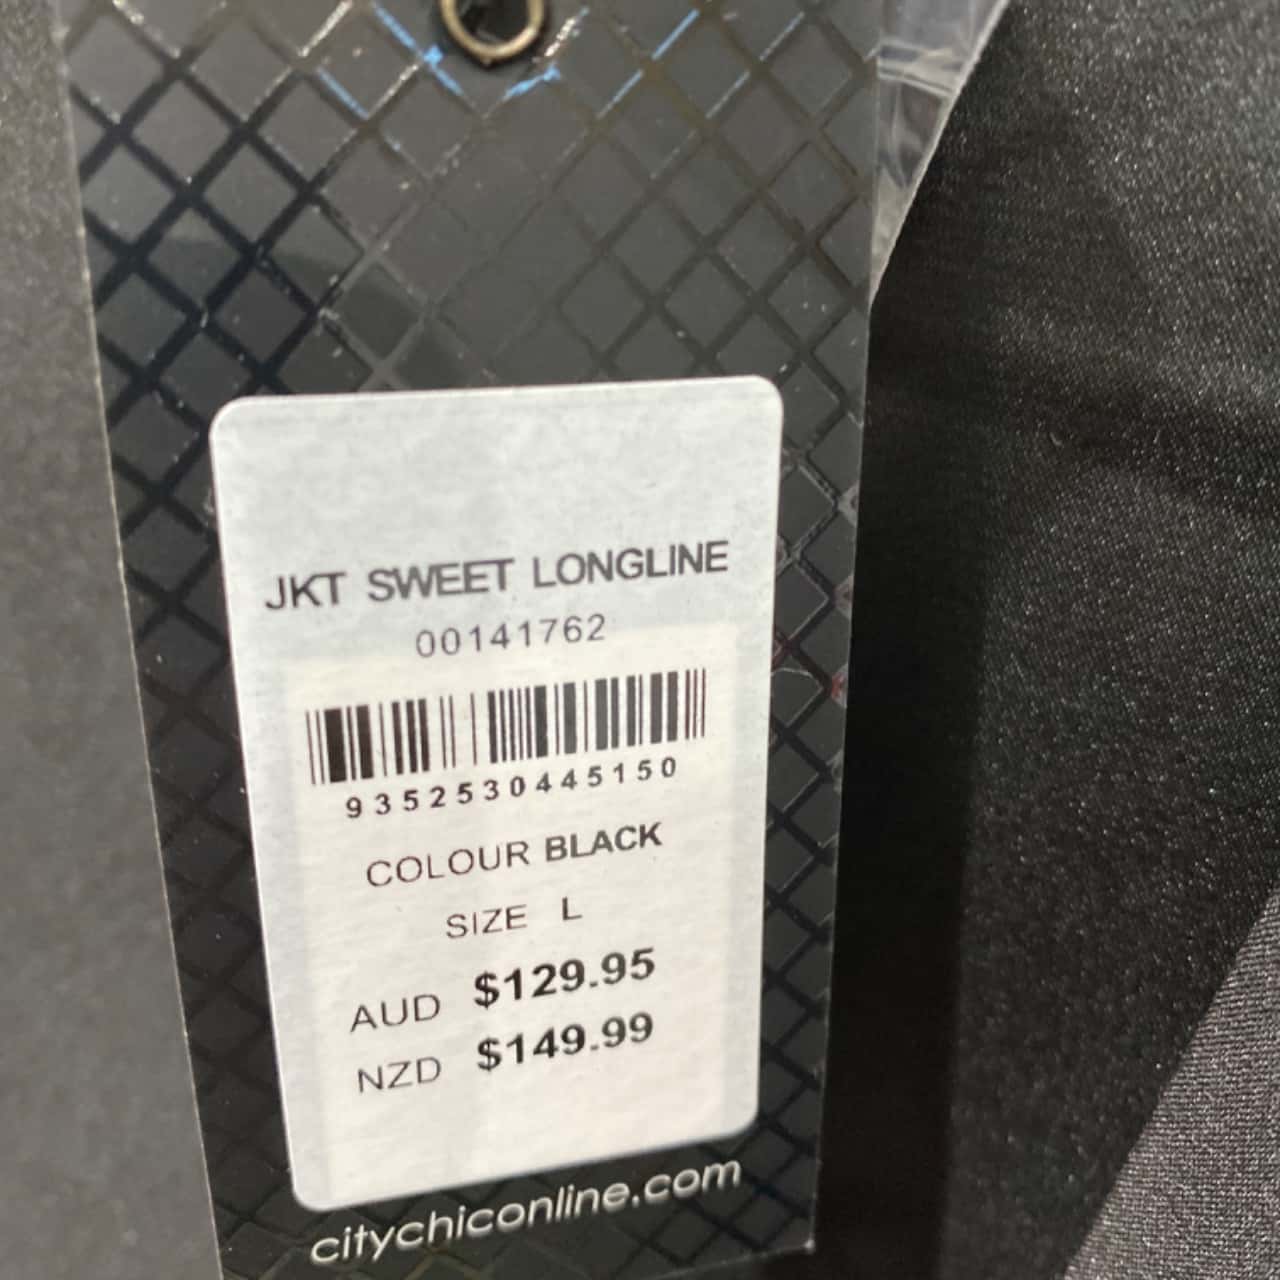 JKT SWEET LONGLINE
00141762
9352530445150
COLOUR BLACK
SIZE L
AUD $129.95
NZD $149.99
citychiconline.com